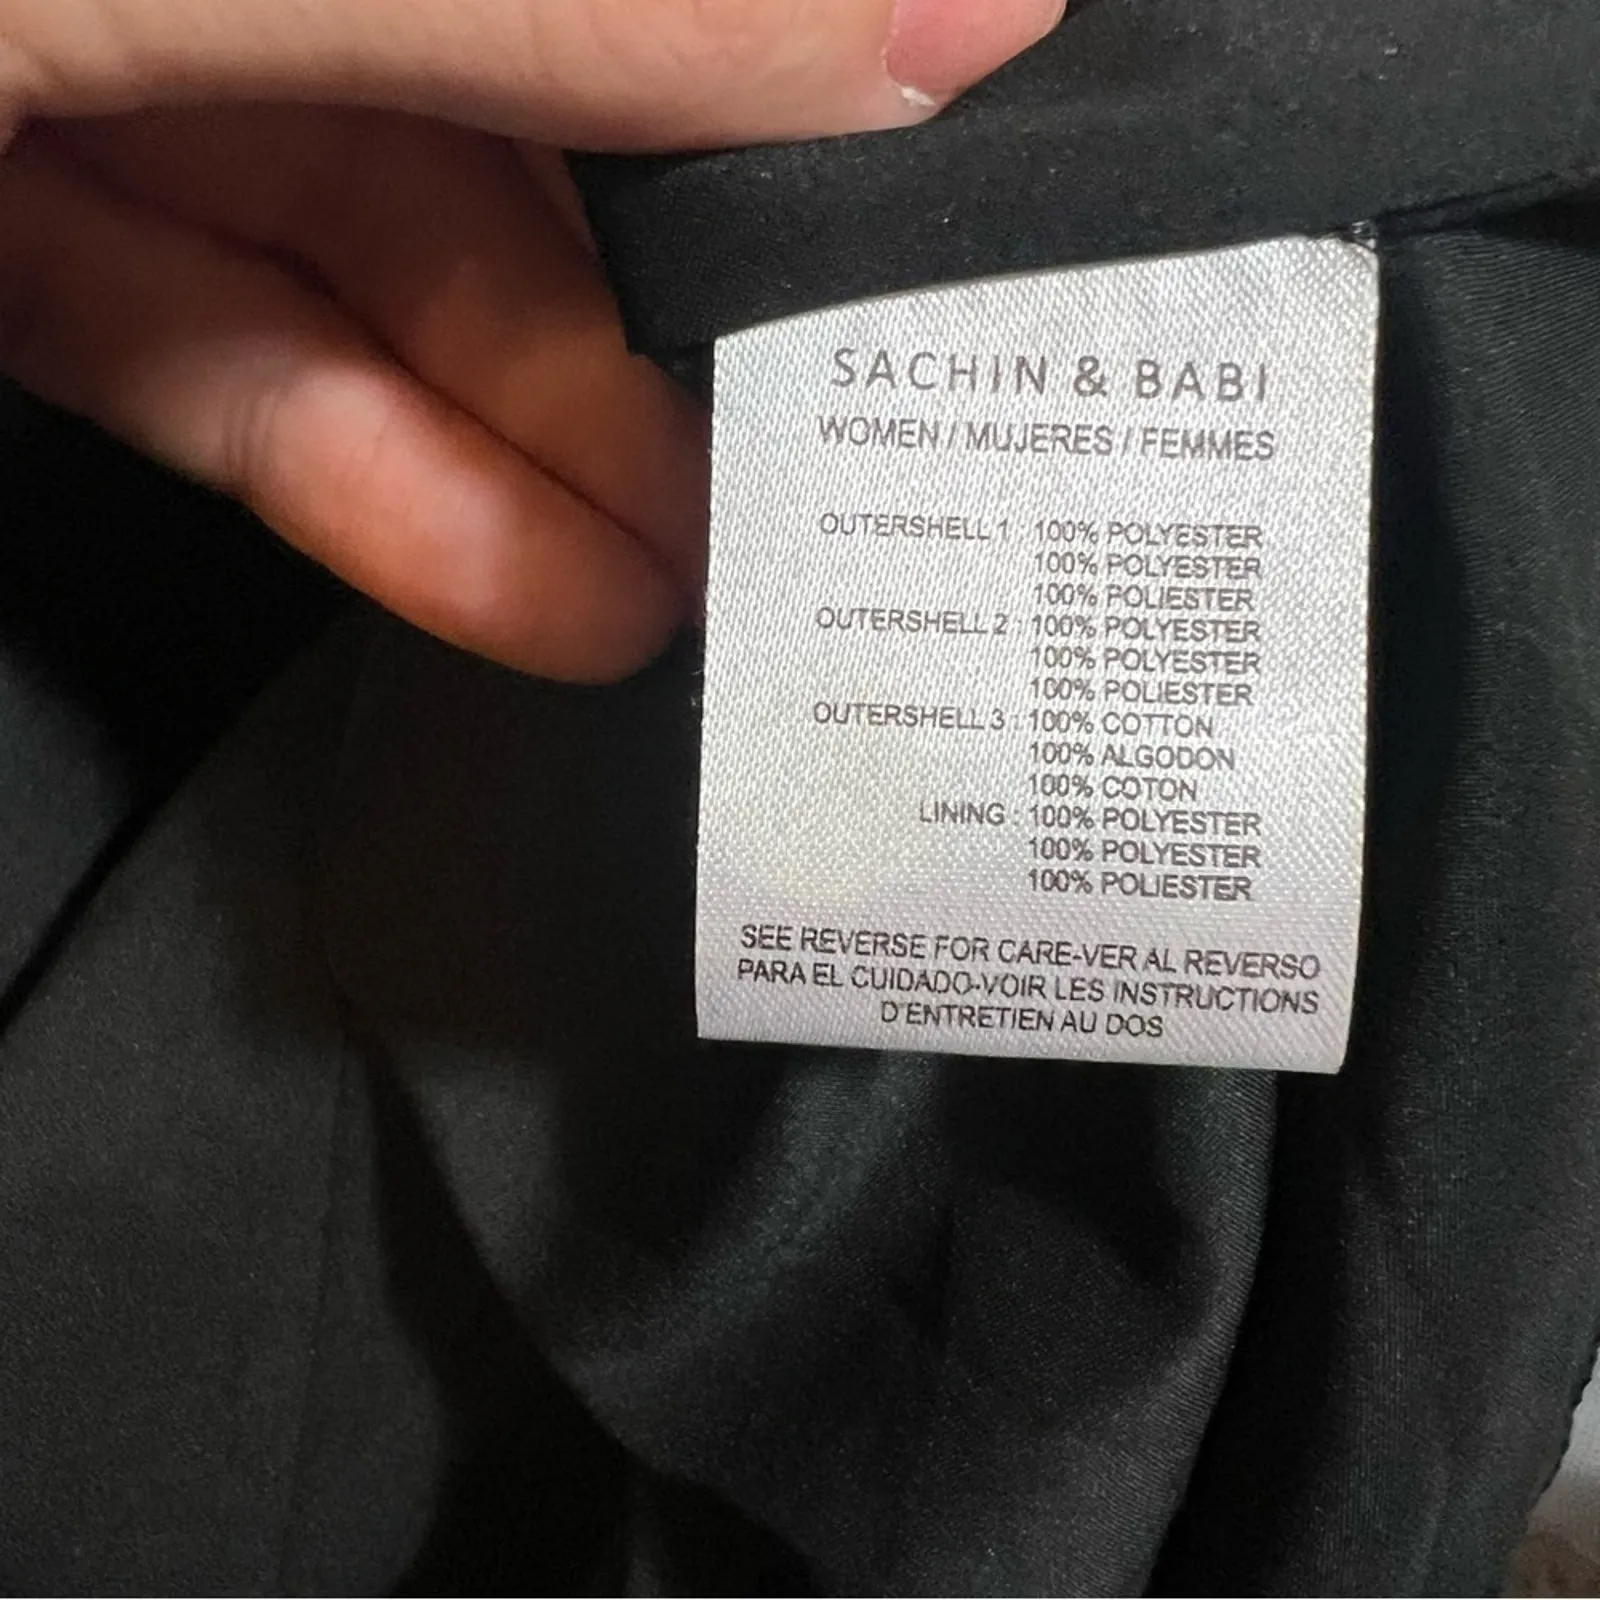 SACHIN & BABI
WOMEN / MUJERES / FEMMES
OUTERSHELL 1 : 100% POLYESTER
100% POLYESTER
100% POLIESTER
OUTERSHELL 2 : 100% POLYESTER
100% POLYESTER
100% POLIESTER
OUTERSHELL 3 : 100% COTTON
100% ALGODON
100% COTON
LINING : 100% POLYESTER
100% POLYESTER
100% POLIESTER
SEE REVERSE FOR CARE-VER AL REVERSO
PARA EL CUIDADO-VOIR LES INSTRUCTIONS
D'ENTRETIEN AU DOS